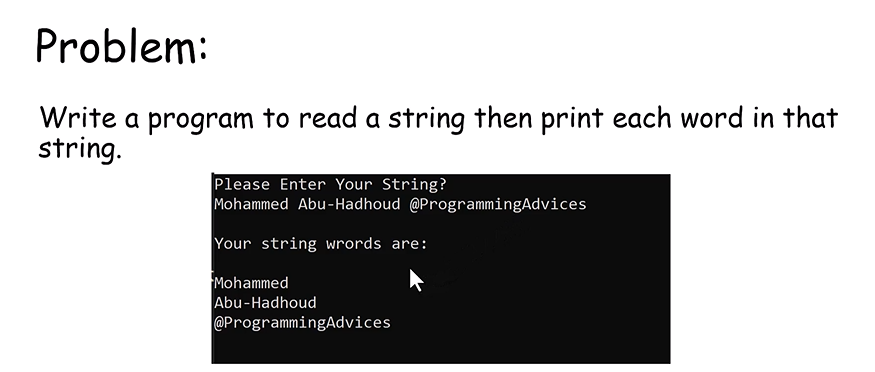 Problem:
Write a program to read a string then print each word in that
string.
Please Enter Your String?
Mohammed Abu-Hadhoud @ProgrammingAdvices
Your string wrords are:
Mohammed
Abu-Hadhoud
@ProgrammingAdvices